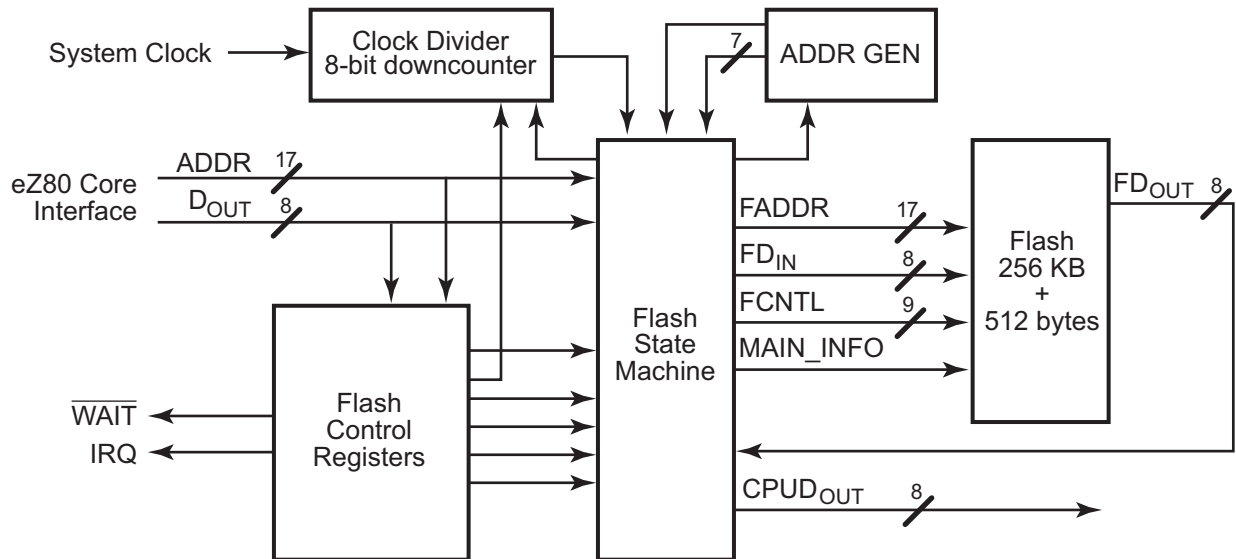 System Clock
Clock Divider
8-bit downcounter
7
ADDR GEN
eZ80 Core
Interface
ADDR
17
D_OUT
8
Flash
Control
Registers
WAIT
IRQ
Flash
State
Machine
FADDR
17
FD_IN
8
FCNTL
9
MAIN_INFO
Flash
256 KB
+
512 bytes
FD_OUT
8
CPUD_OUT
8